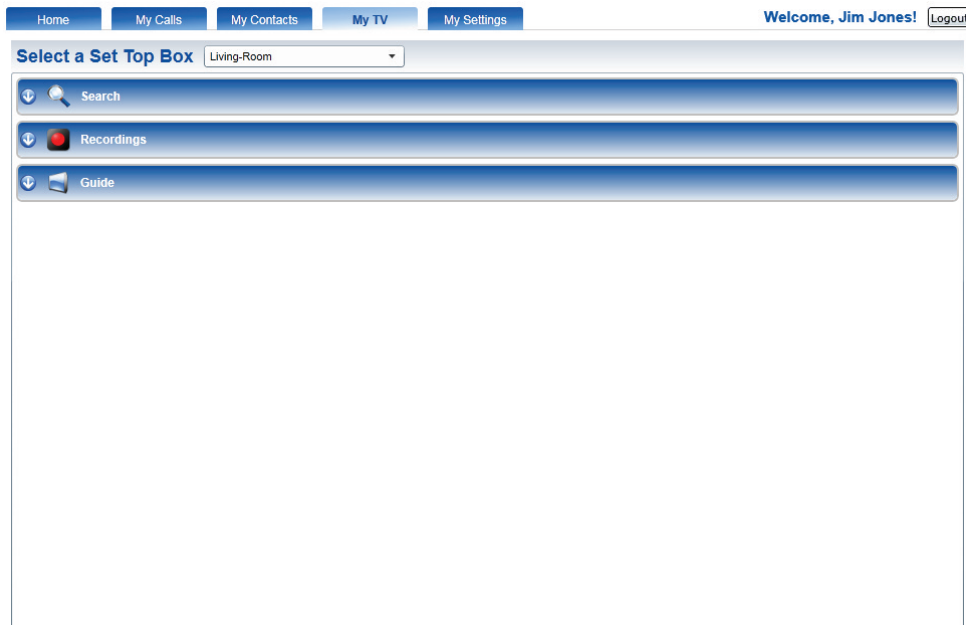 Home My Calls My Contacts My TV My Settings Welcome, Jim Jones! Logout
Select a Set Top Box Living-Room
Search
Recordings
Guide